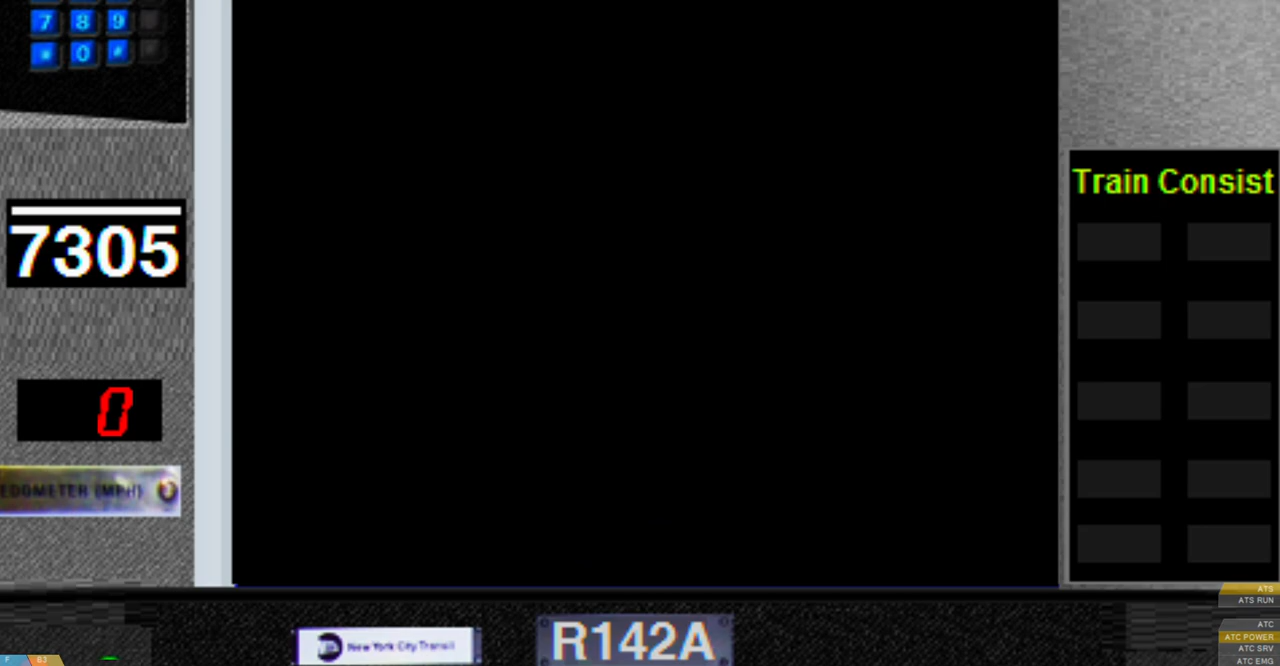 7 8 9
* 0 #
7305
0
EDOMETER (MPH)
Train Consist
New York City Transit
R142A
ATS
ATS RUN
ATC
ATC POWER
ATC SRV
ATC EMG
F B3